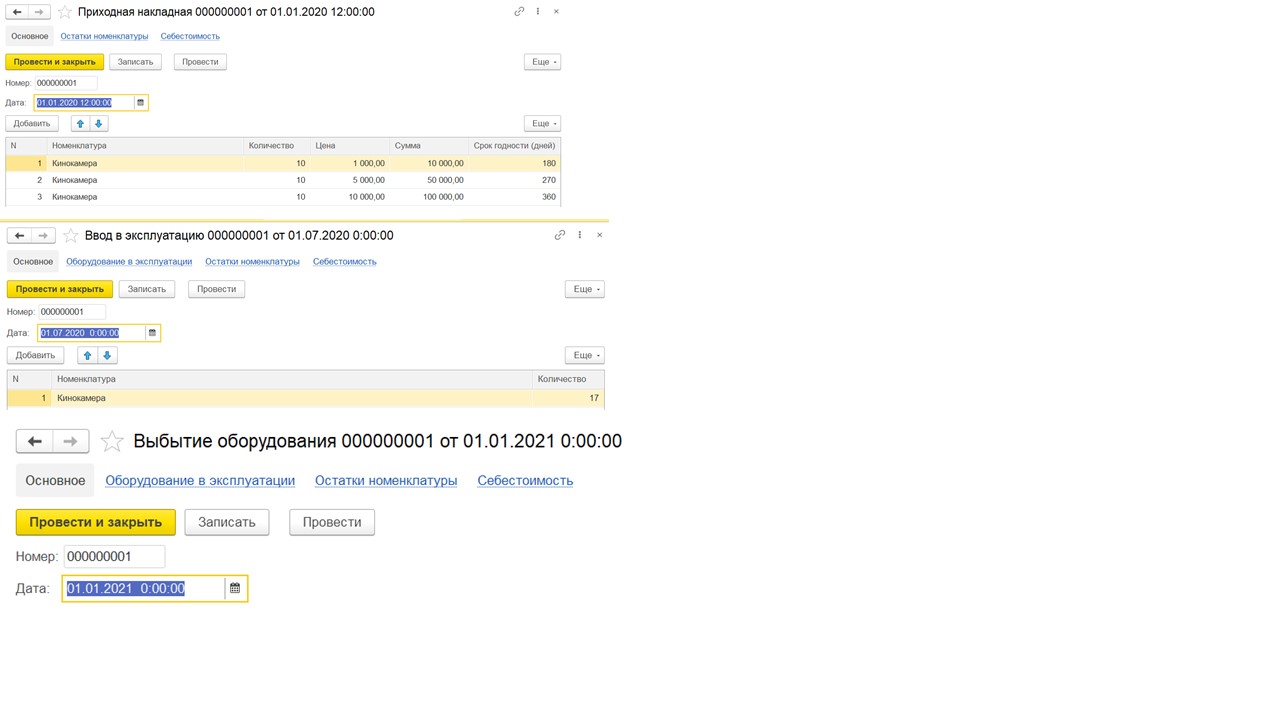 Приходная накладная 000000001 от 01.01.2020 12:00:00
Основное Остатки номенклатуры Себестоимость
Провести и закрыть Записать Провести Еще
Номер: 000000001
Дата: 01.01.2020 12:00:00
Добавить Еще
N Номенклатура Количество Цена Сумма Срок годности (дней)
1 Кинокамера 10 1 000,00 10 000,00 180
2 Кинокамера 10 5 000,00 50 000,00 270
3 Кинокамера 10 10 000,00 100 000,00 360
Ввод в эксплуатацию 000000001 от 01.07.2020 0:00:00
Основное Оборудование в эксплуатации Остатки номенклатуры Себестоимость
Провести и закрыть Записать Провести Еще
Номер: 000000001
Дата: 01.07.2020 0:00:00
Добавить Еще
N Номенклатура Количество
1 Кинокамера 17
Выбытие оборудования 000000001 от 01.01.2021 0:00:00
Основное Оборудование в эксплуатации Остатки номенклатуры Себестоимость
Провести и закрыть Записать Провести
Номер: 000000001
Дата: 01.01.2021 0:00:00